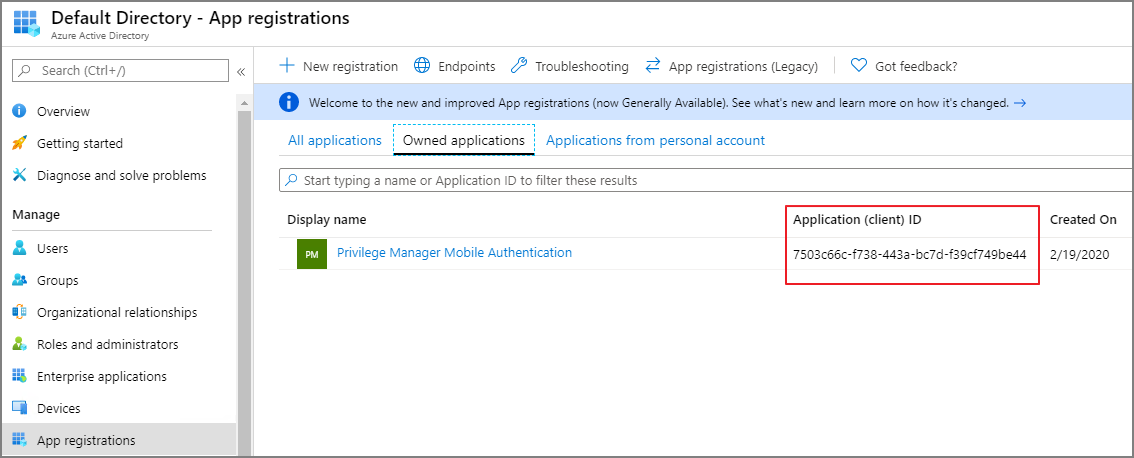 Default Directory - App registrations
Azure Active Directory
Search (Ctrl+/)
«
Overview
Getting started
Diagnose and solve problems
Manage
Users
Groups
Organizational relationships
Roles and administrators
Enterprise applications
Devices
App registrations
New registration Endpoints Troubleshooting App registrations (Legacy) Got feedback?
Welcome to the new and improved App registrations (now Generally Available). See what's new and learn more on how it's changed. →
All applications Owned applications Applications from personal account
Start typing a name or Application ID to filter these results
Display name Application (client) ID Created On
PM Privilege Manager Mobile Authentication 7503c66c-f738-443a-bc7d-f39cf749be44 2/19/2020